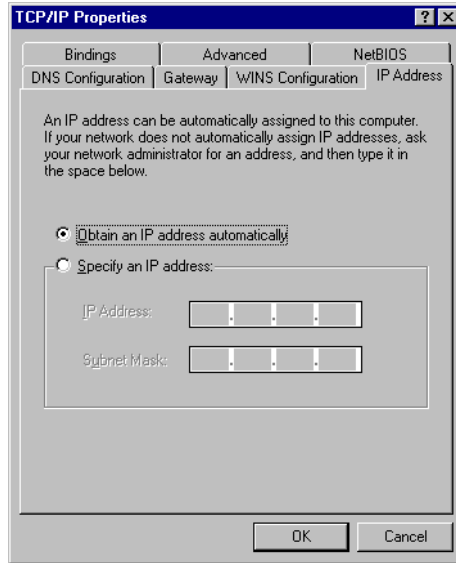 TCP/IP Properties
Bindings Advanced NetBIOS
DNS Configuration Gateway WINS Configuration IP Address
An IP address can be automatically assigned to this computer.
If your network does not automatically assign IP addresses, ask
your network administrator for an address, and then type it in
the space below.
Obtain an IP address automatically
Specify an IP address:
IP Address:
. . .
Subnet Mask:
. . .
OK Cancel